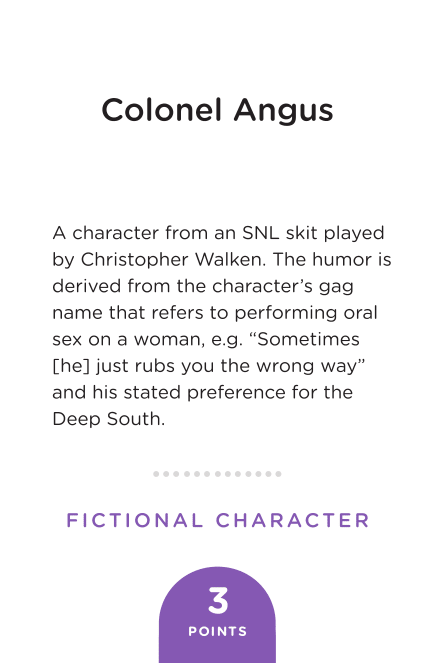 Colonel Angus
A character from an SNL skit played
by Christopher Walken. The humor is
derived from the character’s gag
name that refers to performing oral
sex on a woman, e.g. “Sometimes
[he] just rubs you the wrong way”
and his stated preference for the
Deep South.
FICTIONAL CHARACTER
3
POINTS